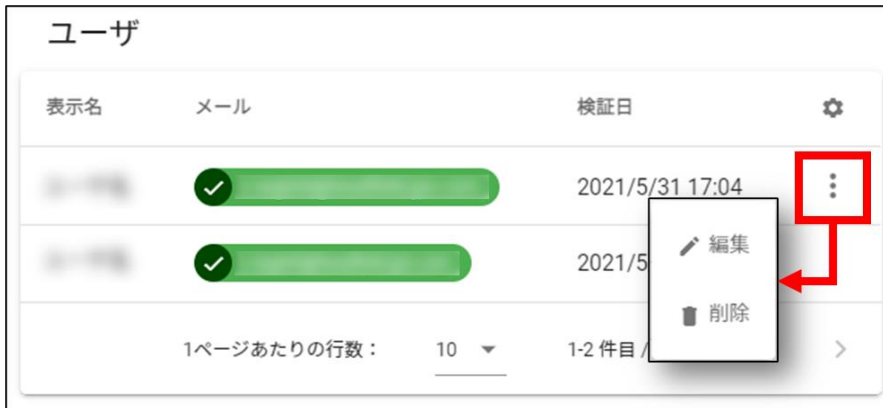 ユーザ
表示名 メール 検証日
2021/5/31 17:04
編集
2021/5
削除
1ページあたりの行数： 10 1-2 件目 /